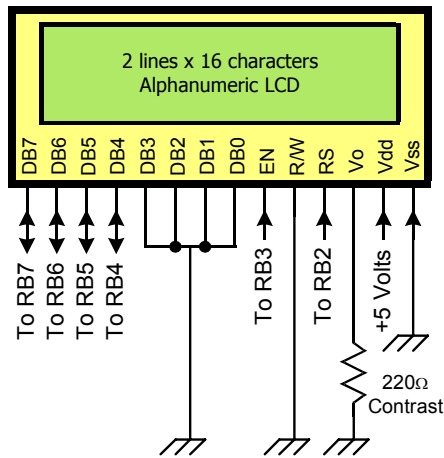 2 lines x 16 characters
Alphanumeric LCD
DB7
DB6
DB5
DB4
DB3
DB2
DB1
DB0
EN
R/W
RS
Vo
Vdd
Vss
To RB7
To RB6
To RB5
To RB4
To RB3
To RB2
+5 Volts
220Ω
Contrast